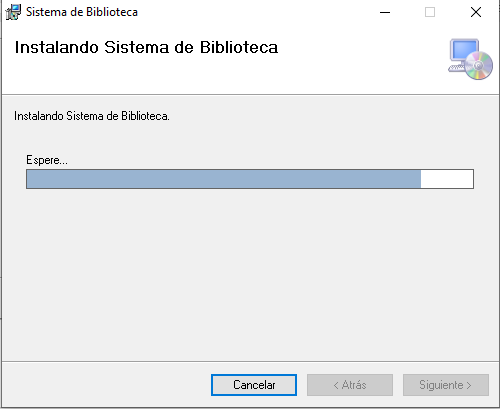 Sistema de Biblioteca
Instalando Sistema de Biblioteca
Instalando Sistema de Biblioteca.
Espere...
Cancelar
< Atrás
Siguiente >